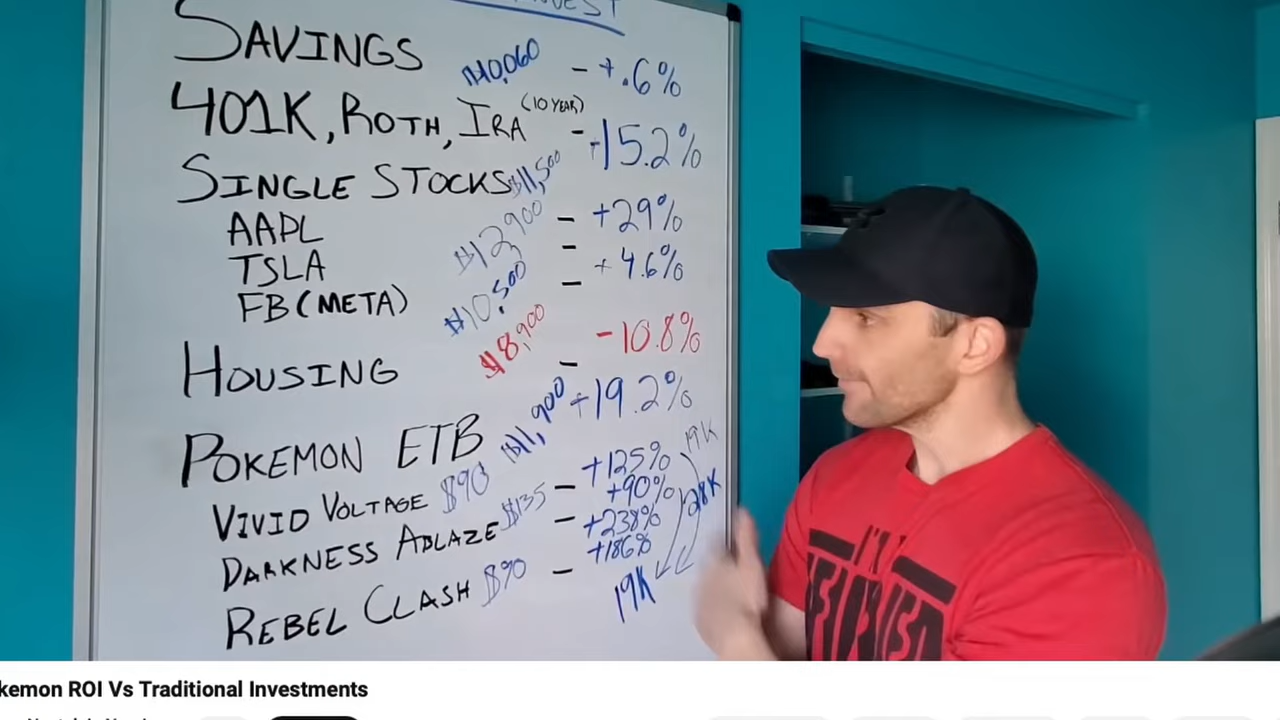 SAVINGS $10,060 - +.6%
401K, ROTH, IRA (10 YEAR) - +15.2%
SINGLE STOCKS $11,500
AAPL $12,900 - +29%
TSLA $10,500 - +4.6%
FB (META) $8,900 - -10.8%
HOUSING $11,900 - +19.2%
POKEMON ETB +125% 19K
VIVID VOLTAGE $90 - +90% 28K
DARKNESS ABLAZE $135 - +238%
+186%
REBEL CLASH $90 - 19K
I'M
kemon ROI Vs Traditional Investments